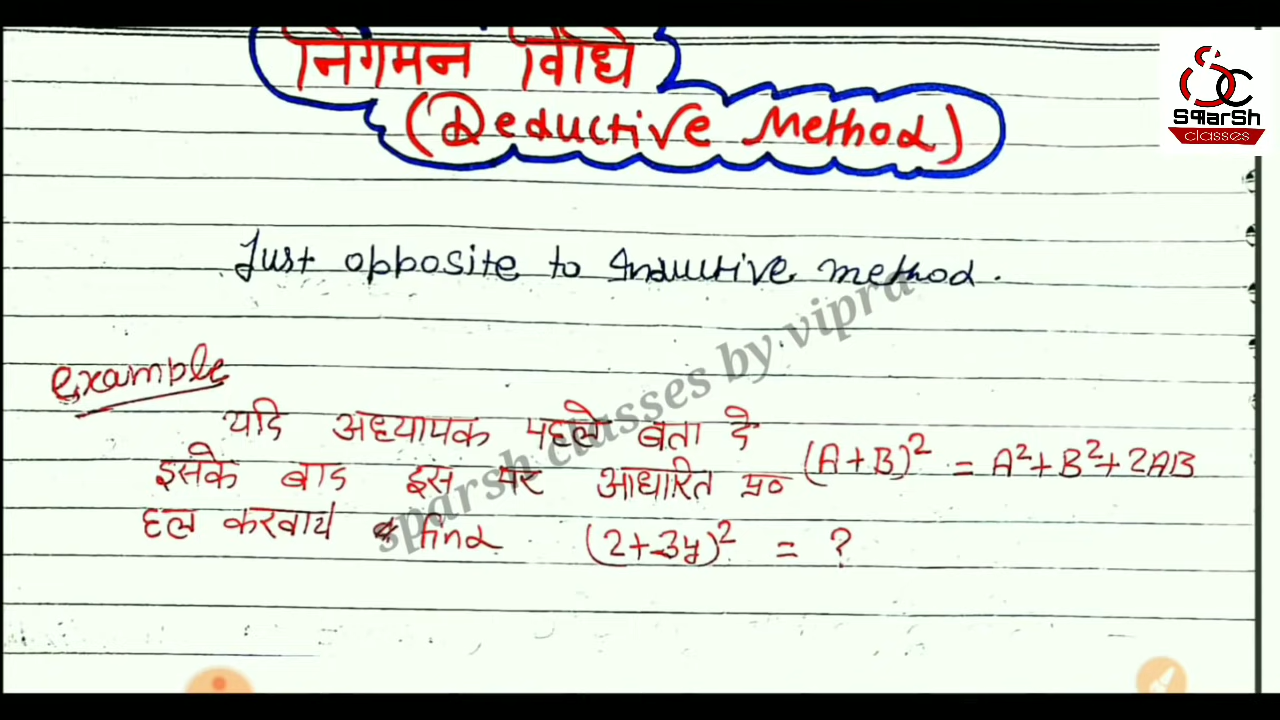 निगमन विधि
(Deductive Method)
SपarSh
classes
Just opposite to Inductive method.
sparsh classes by vipra
example
यदि अध्यापक पहले बता दे (A+B)² = A²+B²+2AB
इसके बाद इस पर आधारित प्र०
हल करवाये find (2+3y)² = ?